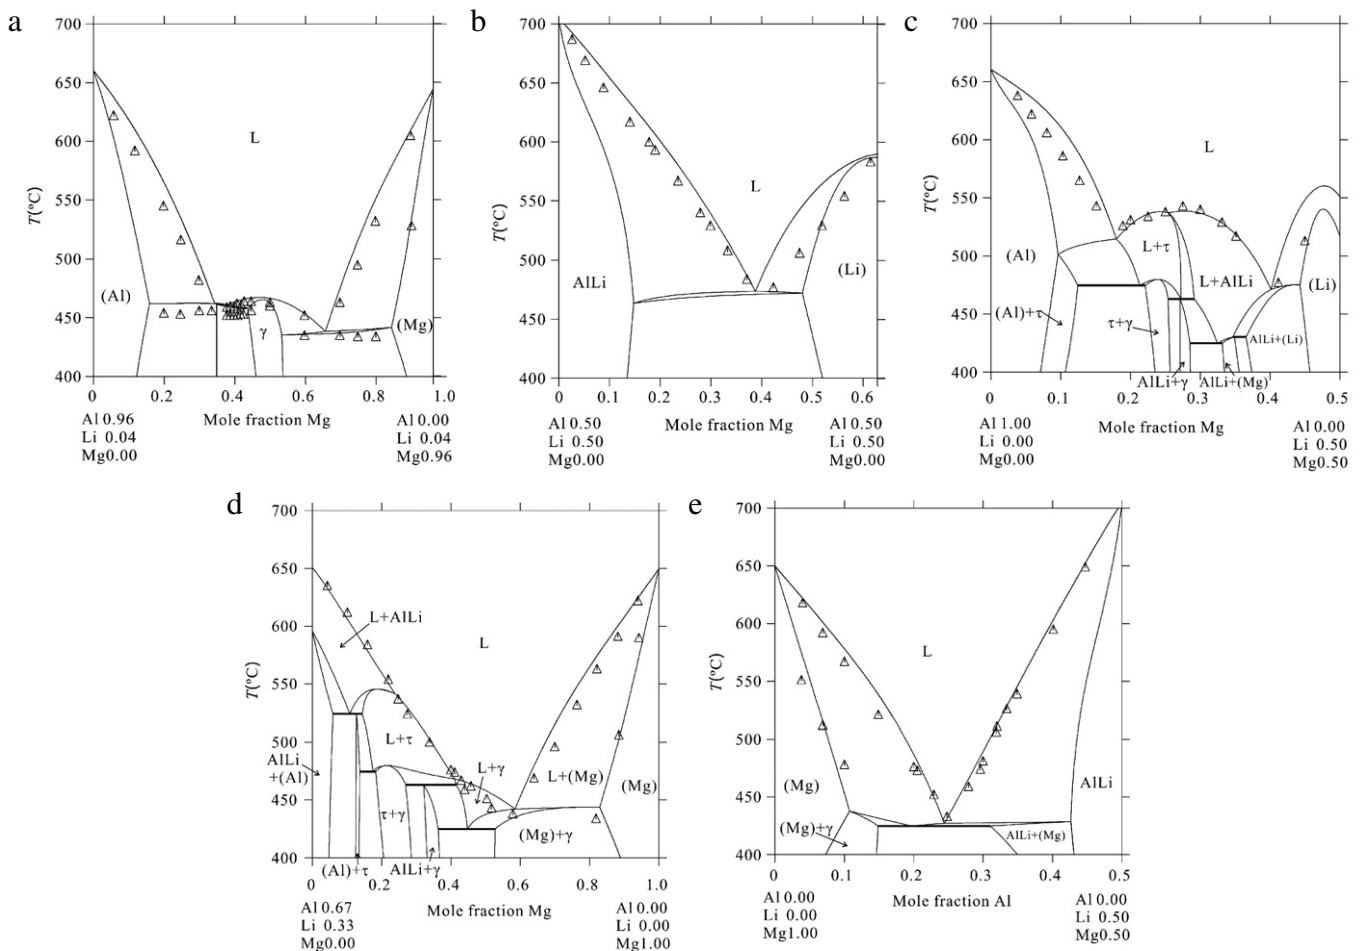 a
700
650
600
550
500
450
400
T(°C)
L
(Al)
γ
(Mg)
0
0.2
0.4
0.6
0.8
1.0
Mole fraction Mg
Al 0.96
Li 0.04
Mg0.00
Al 0.00
Li 0.04
Mg0.96
b
700
650
600
550
500
450
400
T(°C)
L
AlLi
(Li)
0
0.1
0.2
0.3
0.4
0.5
0.6
Mole fraction Mg
Al 0.50
Li 0.50
Mg0.00
Al 0.50
Li 0.50
Mg0.00
c
700
650
600
550
500
450
400
T(°C)
L
(Al)
L+τ
L+AlLi
(Li)
(Al)+τ
τ+γ
AlLi+(Li)
AlLi+γ
AlLi+(Mg)
0
0.1
0.2
0.3
0.4
0.5
Mole fraction Mg
Al 1.00
Li 0.00
Mg0.00
Al 0.00
Li 0.50
Mg0.50
d
700
650
600
550
500
450
400
T(°C)
L+AlLi
L
L+τ
AlLi
+(Al)
L+γ
L+(Mg)
(Mg)
τ+γ
(Mg)+γ
(Al)+τ
AlLi+γ
0
0.2
0.4
0.6
0.8
1.0
Mole fraction Mg
Al 0.67
Li 0.33
Mg0.00
Al 0.00
Li 0.00
Mg1.00
e
700
650
600
550
500
450
400
T(°C)
L
(Mg)
AlLi
(Mg)+γ
AlLi+(Mg)
0
0.1
0.2
0.3
0.4
0.5
Mole fraction Al
Al 0.00
Li 0.00
Mg1.00
Al 0.00
Li 0.50
Mg0.50